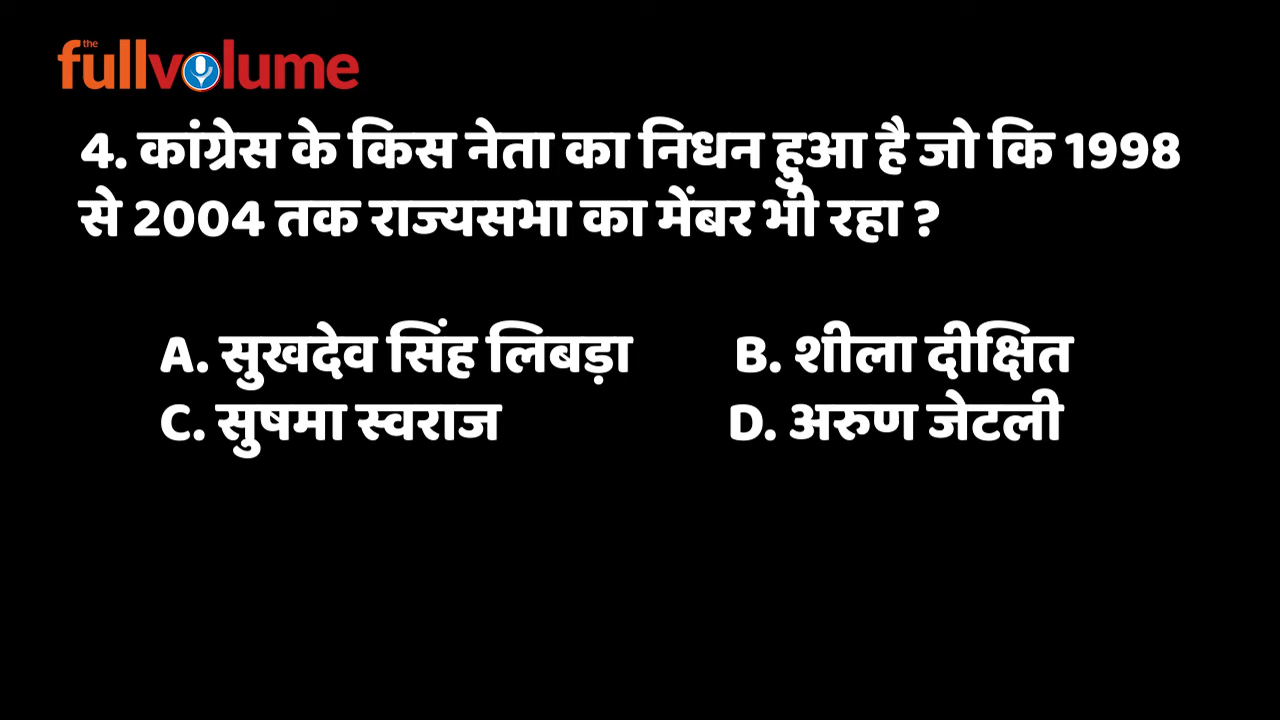 the
fullvolume
4. कांग्रेस के किस नेता का निधन हुआ है जो कि 1998
से 2004 तक राज्यसभा का मेंबर भी रहा ?
A. सुखदेव सिंह लिबड़ा B. शीला दीक्षित
C. सुषमा स्वराज D. अरुण जेटली